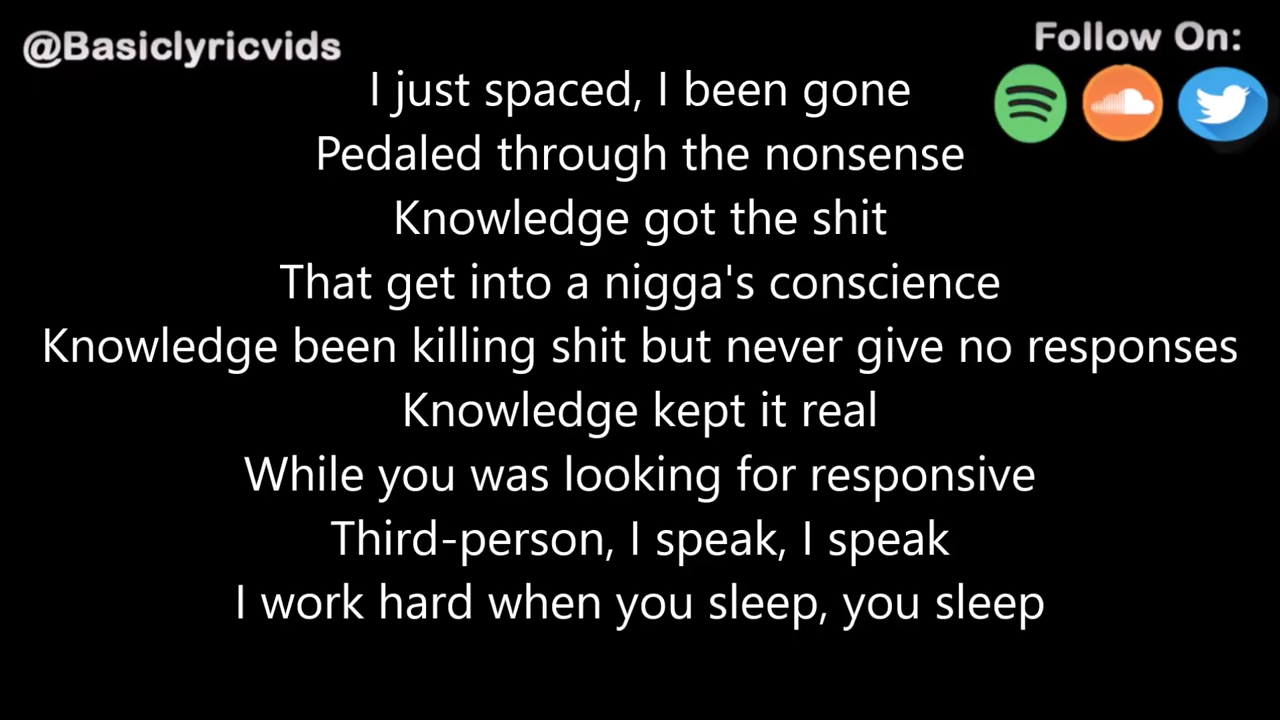 @Basiclyricvids
Follow On:
I just spaced, I been gone
Pedaled through the nonsense
Knowledge got the shit
That get into a nigga's conscience
Knowledge been killing shit but never give no responses
Knowledge kept it real
While you was looking for responsive
Third-person, I speak, I speak
I work hard when you sleep, you sleep